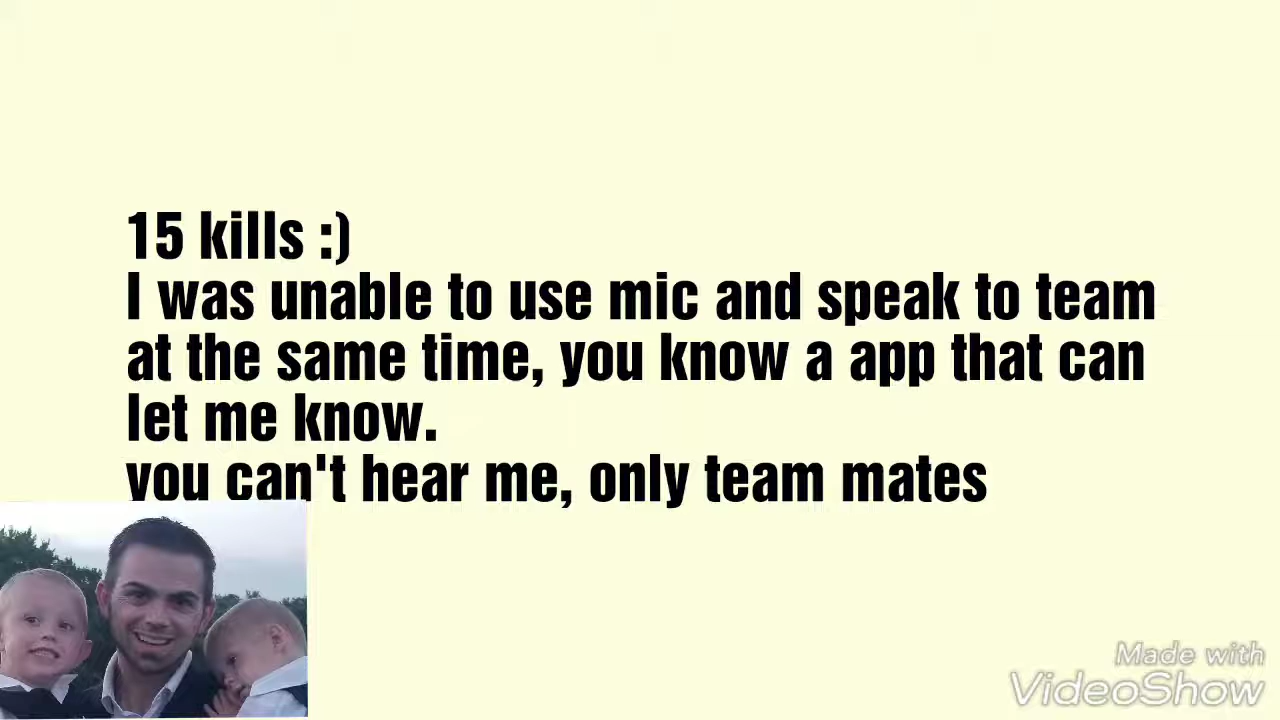 15 kills :)
I was unable to use mic and speak to team
at the same time, you know a app that can
let me know.
you can't hear me, only team mates
Made with
VideoShow